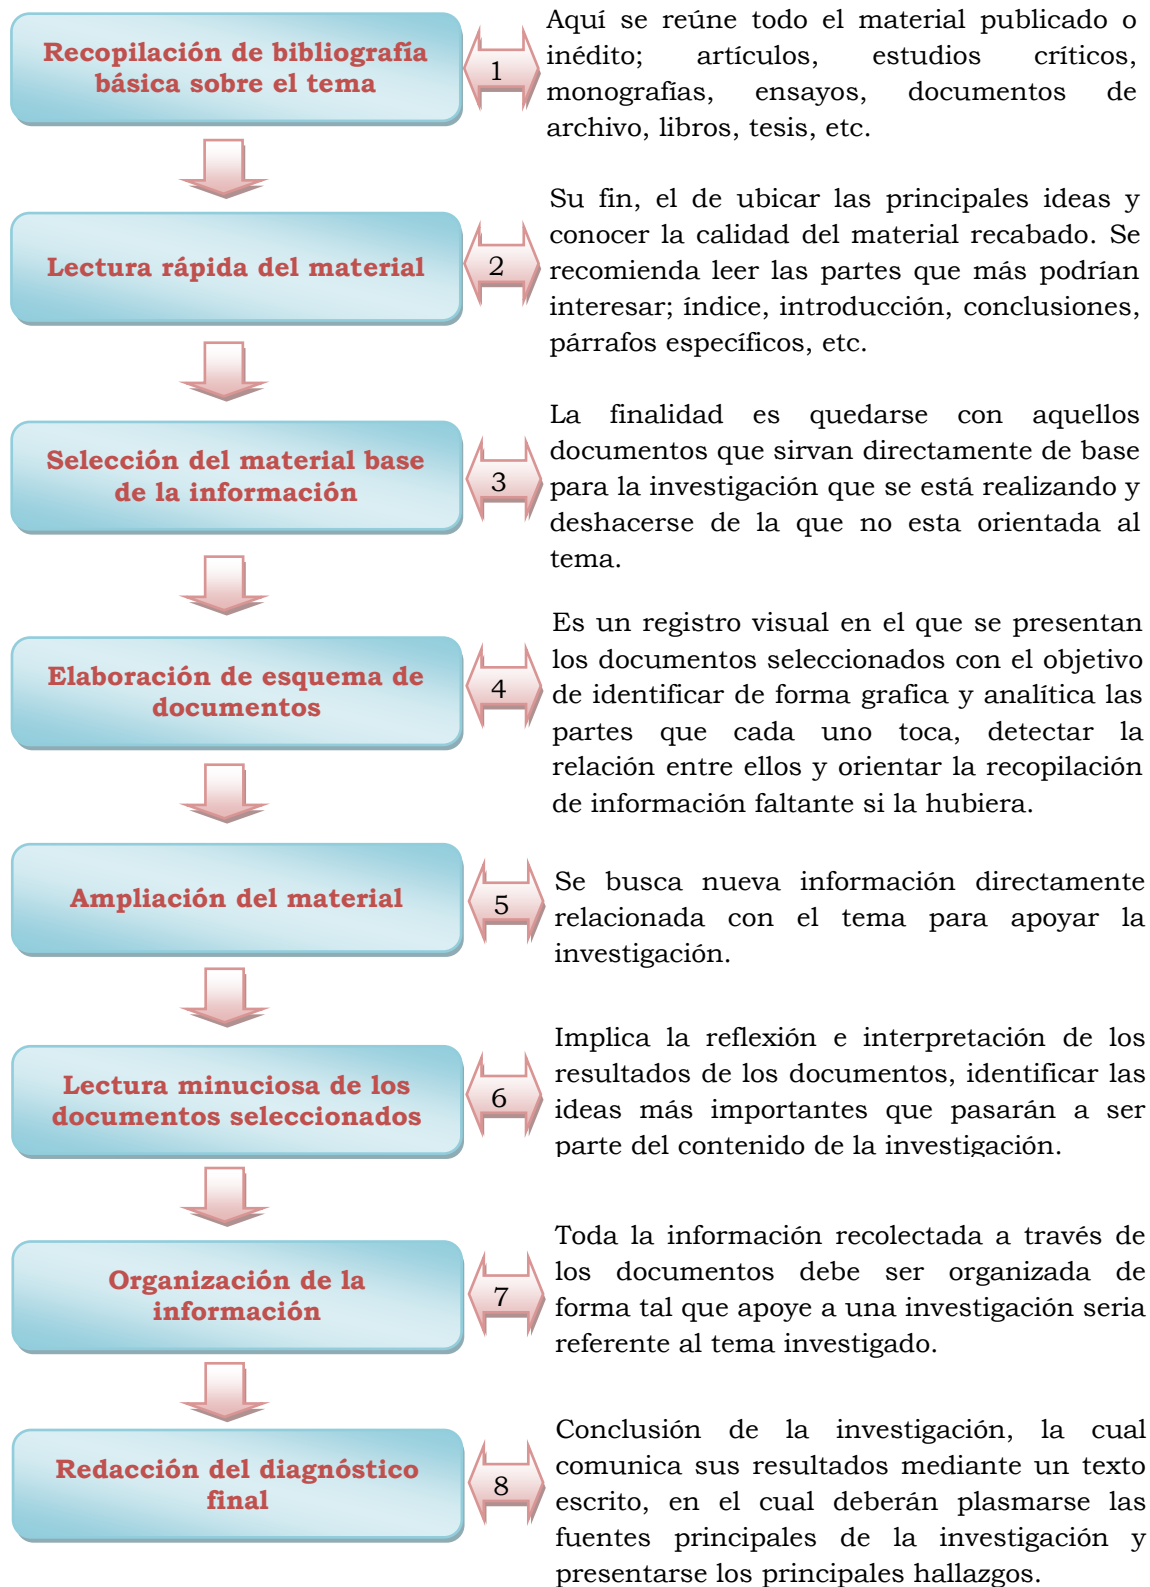 Recopilación de bibliografía
básica sobre el tema
1
Aquí se reúne todo el material publicado o
inédito; artículos, estudios críticos,
monografías, ensayos, documentos de
archivo, libros, tesis, etc.
Lectura rápida del material
2
Su fin, el de ubicar las principales ideas y
conocer la calidad del material recabado. Se
recomienda leer las partes que más podrían
interesar; índice, introducción, conclusiones,
párrafos específicos, etc.
Selección del material base
de la información
3
La finalidad es quedarse con aquellos
documentos que sirvan directamente de base
para la investigación que se está realizando y
deshacerse de la que no esta orientada al
tema.
Elaboración de esquema de
documentos
4
Es un registro visual en el que se presentan
los documentos seleccionados con el objetivo
de identificar de forma grafica y analítica las
partes que cada uno toca, detectar la
relación entre ellos y orientar la recopilación
de información faltante si la hubiera.
Ampliación del material
5
Se busca nueva información directamente
relacionada con el tema para apoyar la
investigación.
Lectura minuciosa de los
documentos seleccionados
6
Implica la reflexión e interpretación de los
resultados de los documentos, identificar las
ideas más importantes que pasarán a ser
parte del contenido de la investigación.
Organización de la
información
7
Toda la información recolectada a través de
los documentos debe ser organizada de
forma tal que apoye a una investigación seria
referente al tema investigado.
Redacción del diagnóstico
final
8
Conclusión de la investigación, la cual
comunica sus resultados mediante un texto
escrito, en el cual deberán plasmarse las
fuentes principales de la investigación y
presentarse los principales hallazgos.